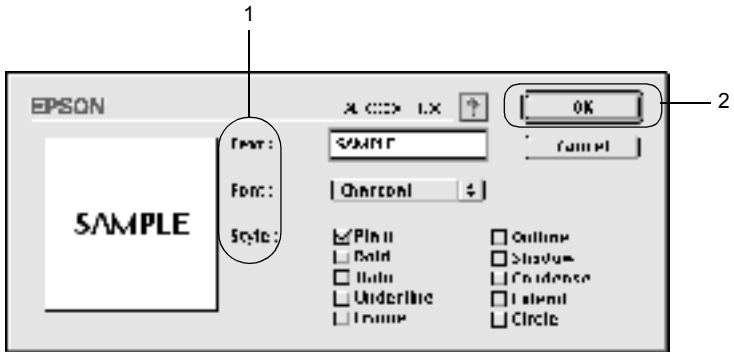 1
EPSON
OK
2
Text:
SAMPLE
Cancel
Font:
Charcoal
SAMPLE
Style:
Plain
Outline
Bold
Shadow
Italic
Condense
Underline
Extend
Circle